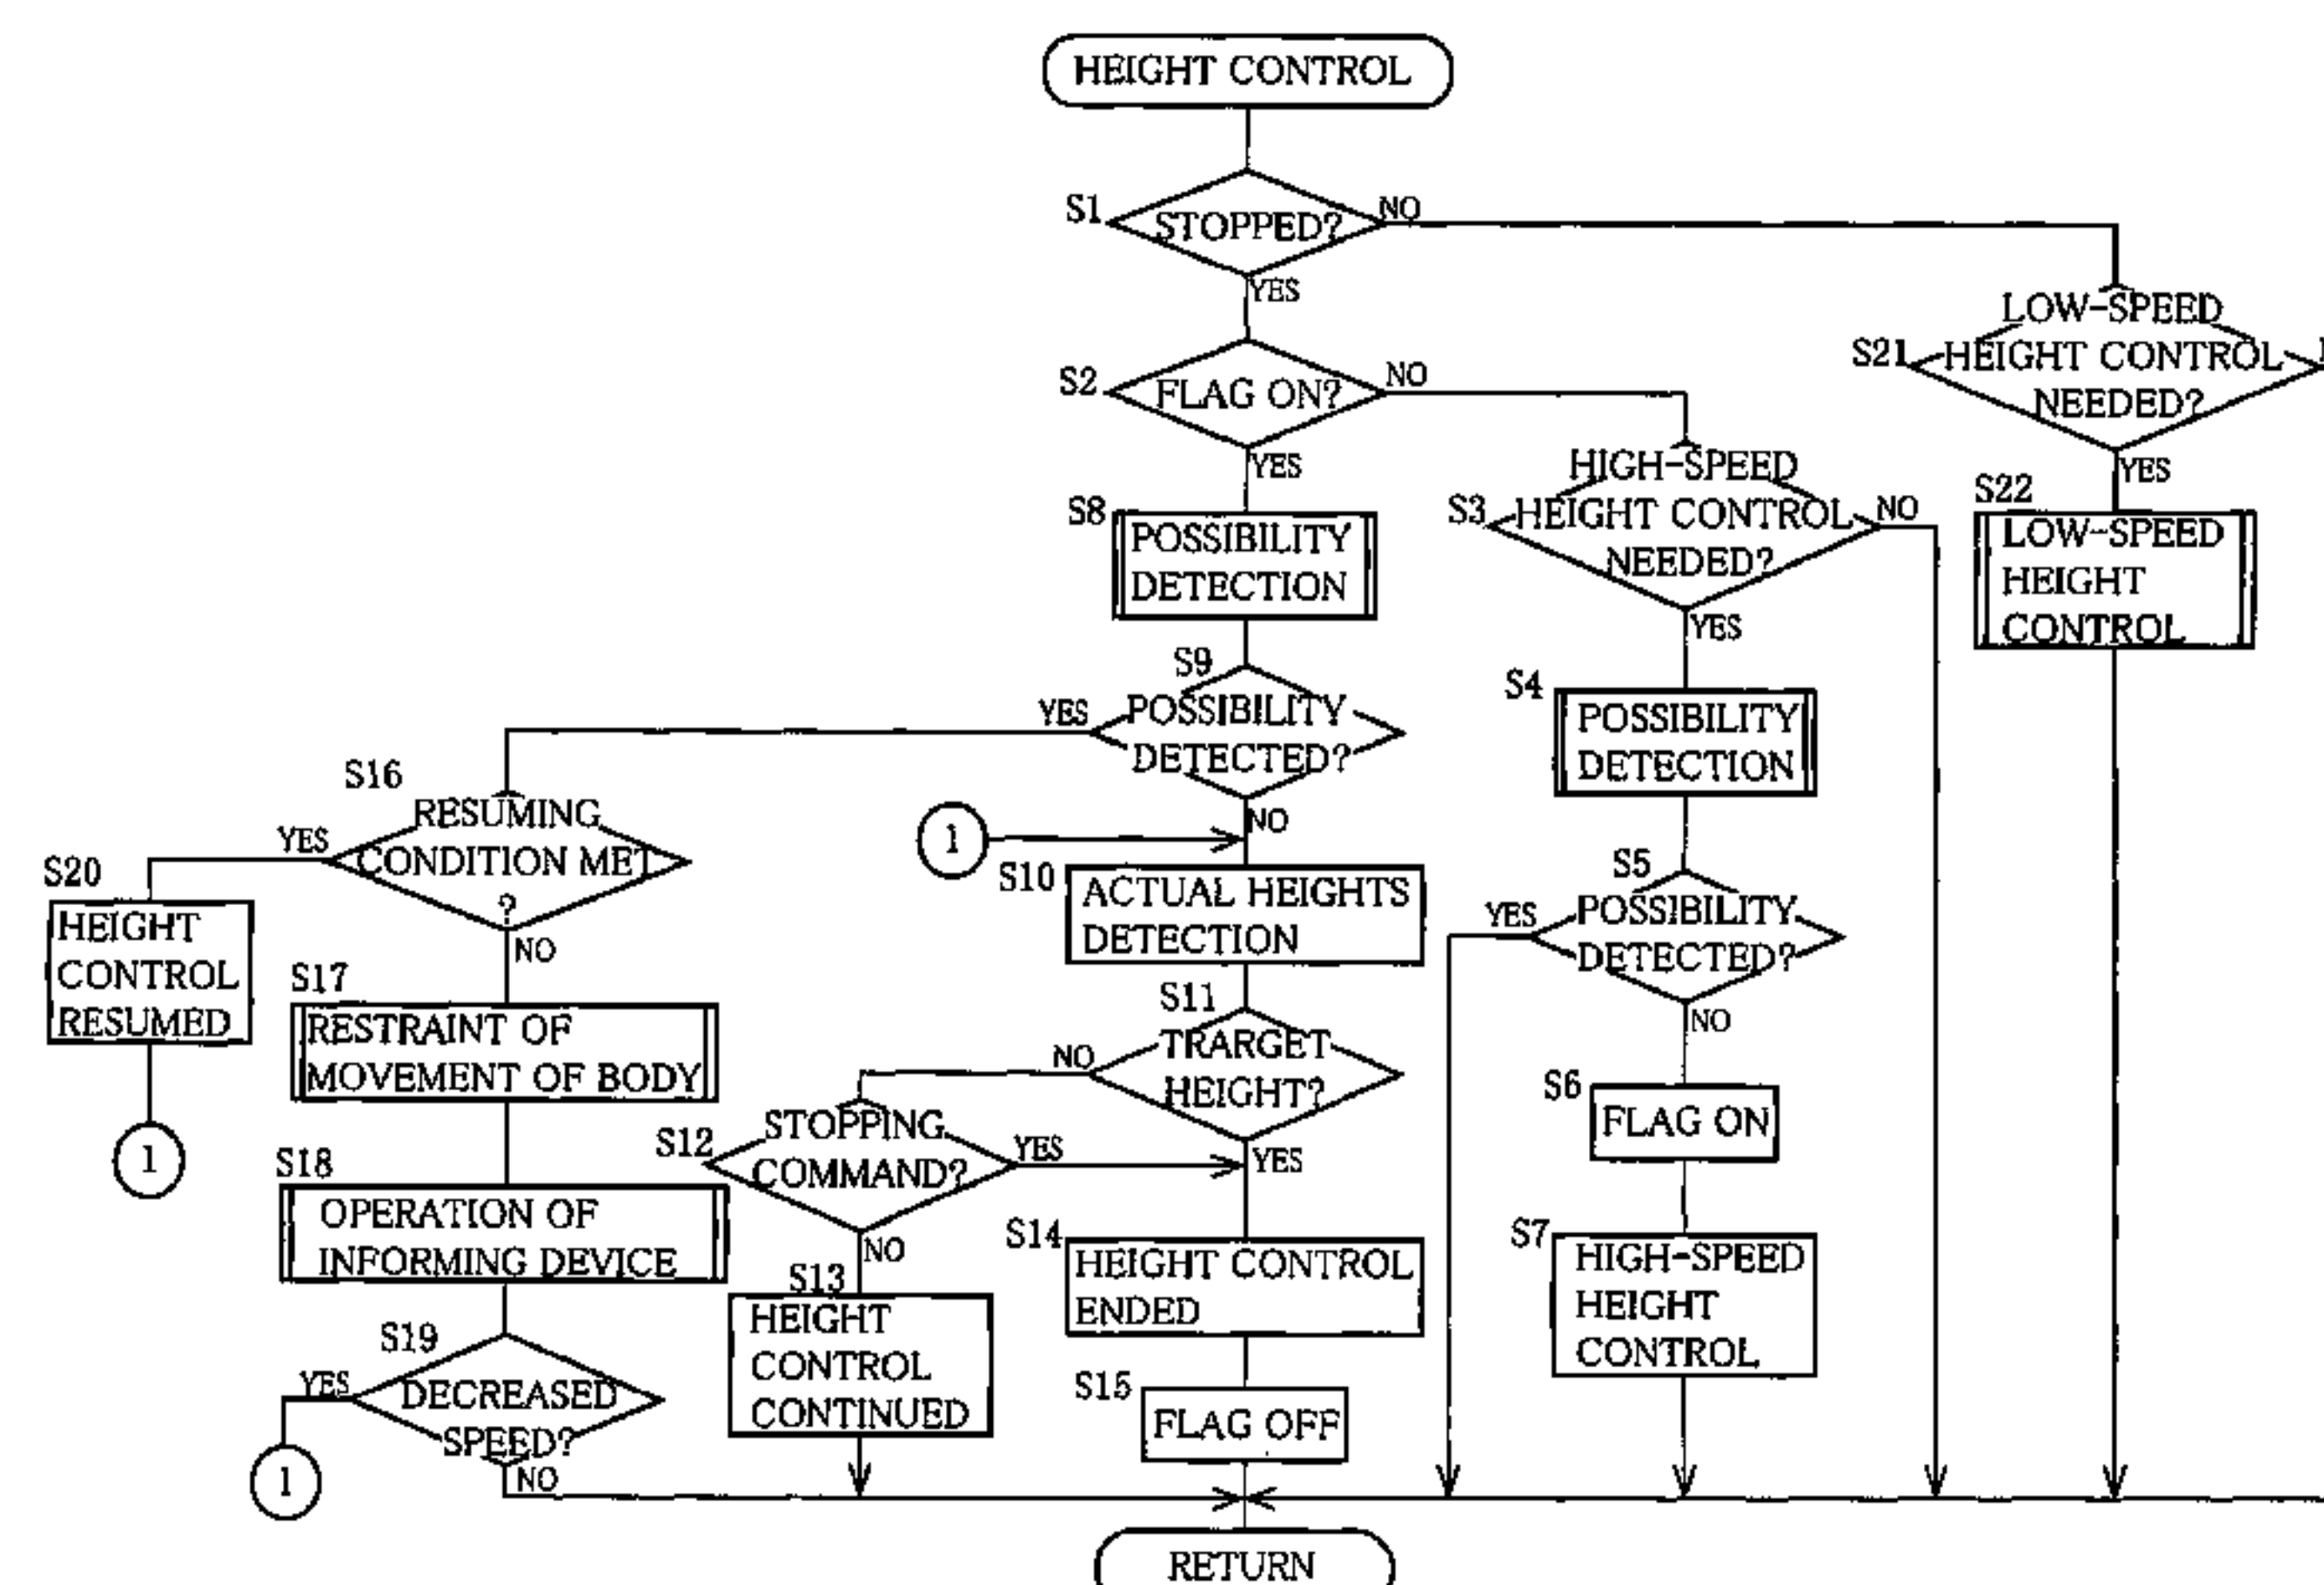 HEIGHT CONTROL
S1
STOPPED?
NO
YES
S2
FLAG ON?
NO
YES
S21
LOW-SPEED
HEIGHT CONTROL
NEEDED?
YES
S22
LOW-SPEED
HEIGHT
CONTROL
S3
HIGH-SPEED
HEIGHT CONTROL
NEEDED?
NO
YES
S8
POSSIBILITY
DETECTION
S9
POSSIBILITY
DETECTED?
YES
NO
S4
POSSIBILITY
DETECTION
S5
POSSIBILITY
DETECTED?
YES
NO
S6
FLAG ON
S7
HIGH-SPEED
HEIGHT
CONTROL
S16
RESUMING
CONDITION MET
?
YES
NO
S20
HEIGHT
CONTROL
RESUMED
1
S17
RESTRAINT OF
MOVEMENT OF BODY
S18
OPERATION OF
INFORMING DEVICE
S19
DECREASED
SPEED?
YES
NO
1
1
S10
ACTUAL HEIGHTS
DETECTION
S11
TRARGET
HEIGHT?
NO
YES
S12
STOPPING
COMMAND?
YES
NO
S13
HEIGHT
CONTROL
CONTINUED
S14
HEIGHT CONTROL
ENDED
S15
FLAG OFF
RETURN